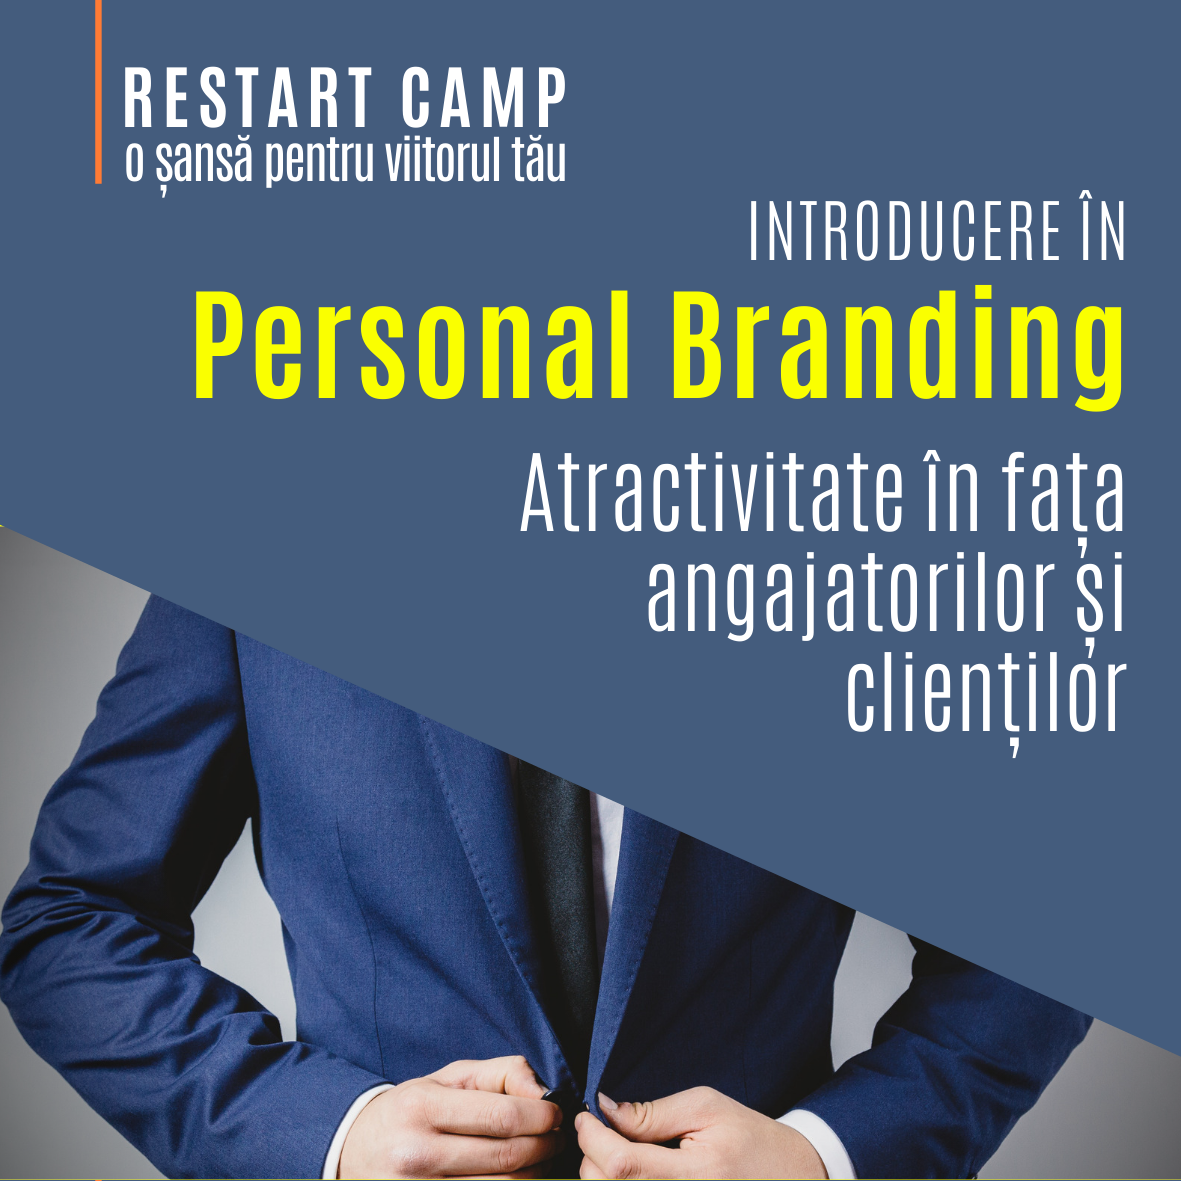 RESTART CAMP
o șansă pentru viitorul tău
INTRODUCERE ÎN
Personal Branding
Atractivitate în fața
angajatorilor și
clienților